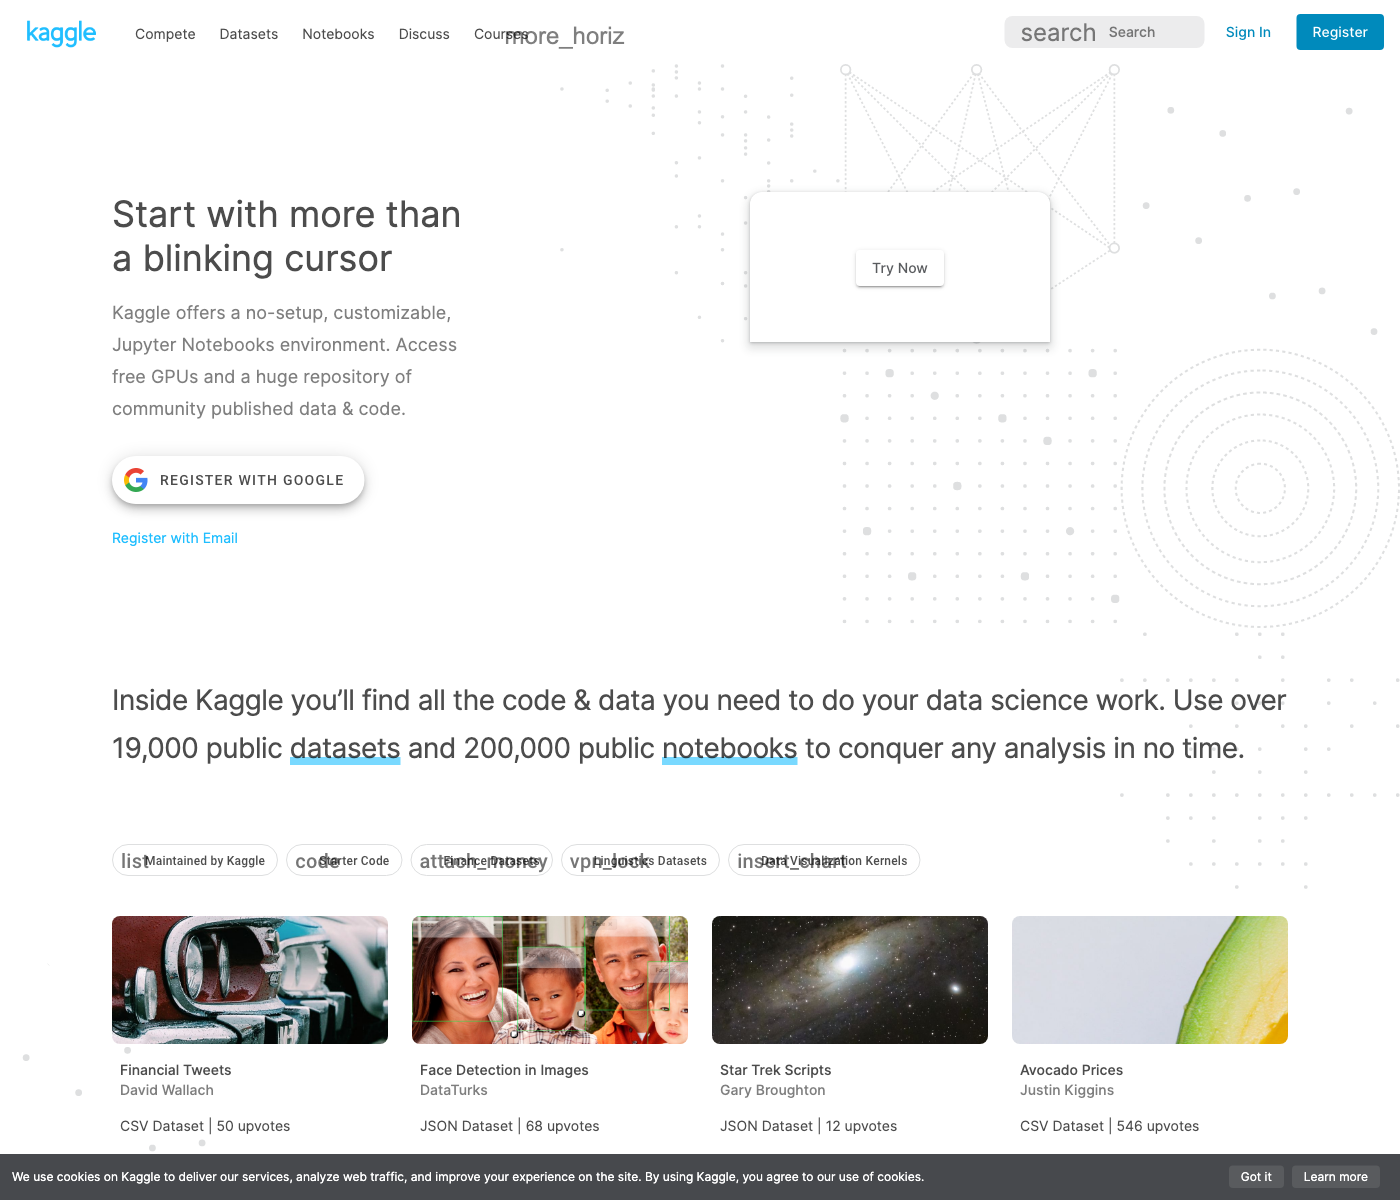 kaggle
Compete Datasets Notebooks Discuss Courses more_horiz search Search Sign In Register
Start with more than
a blinking cursor
Try Now
Kaggle offers a no-setup, customizable,
Jupyter Notebooks environment. Access
free GPUs and a huge repository of
community published data & code.
REGISTER WITH GOOGLE
Register with Email
Inside Kaggle you’ll find all the code & data you need to do your data science work. Use over
19,000 public datasets and 200,000 public notebooks to conquer any analysis in no time.
list Maintained by Kaggle code Starter Code attach_money Finance Datasets vpn_lock Linguistics Datasets insert_chart Data Visualization Kernels
Financial Tweets
David Wallach
CSV Dataset | 50 upvotes
Face Detection in Images
DataTurks
JSON Dataset | 68 upvotes
Star Trek Scripts
Gary Broughton
JSON Dataset | 12 upvotes
Avocado Prices
Justin Kiggins
CSV Dataset | 546 upvotes
We use cookies on Kaggle to deliver our services, analyze web traffic, and improve your experience on the site. By using Kaggle, you agree to our use of cookies. Got it Learn more